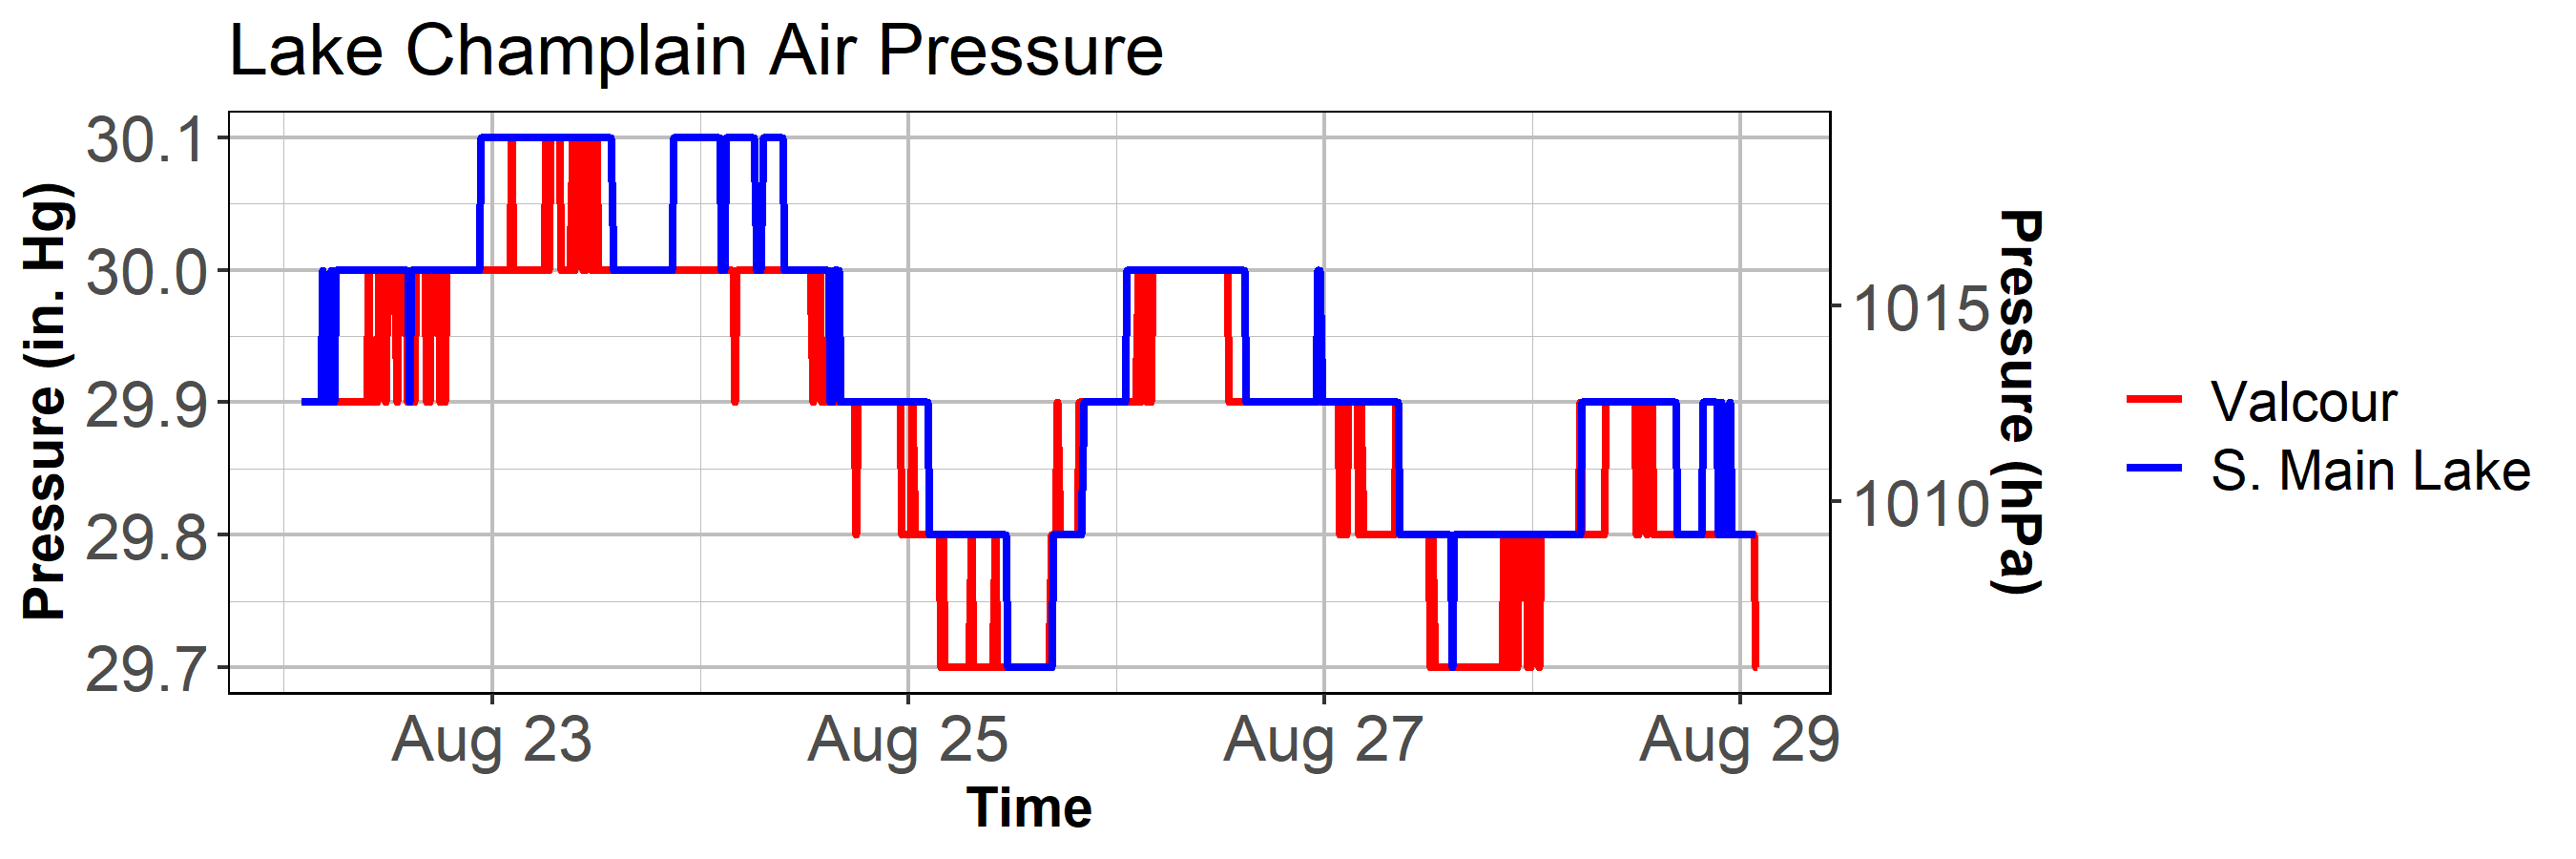 Lake Champlain Air Pressure
Pressure (in. Hg)
30.1
30.0
29.9
29.8
29.7
Aug 23
Aug 25
Aug 27
Aug 29
Time
1015
1010
Pressure (hPa)
Valcour
S. Main Lake